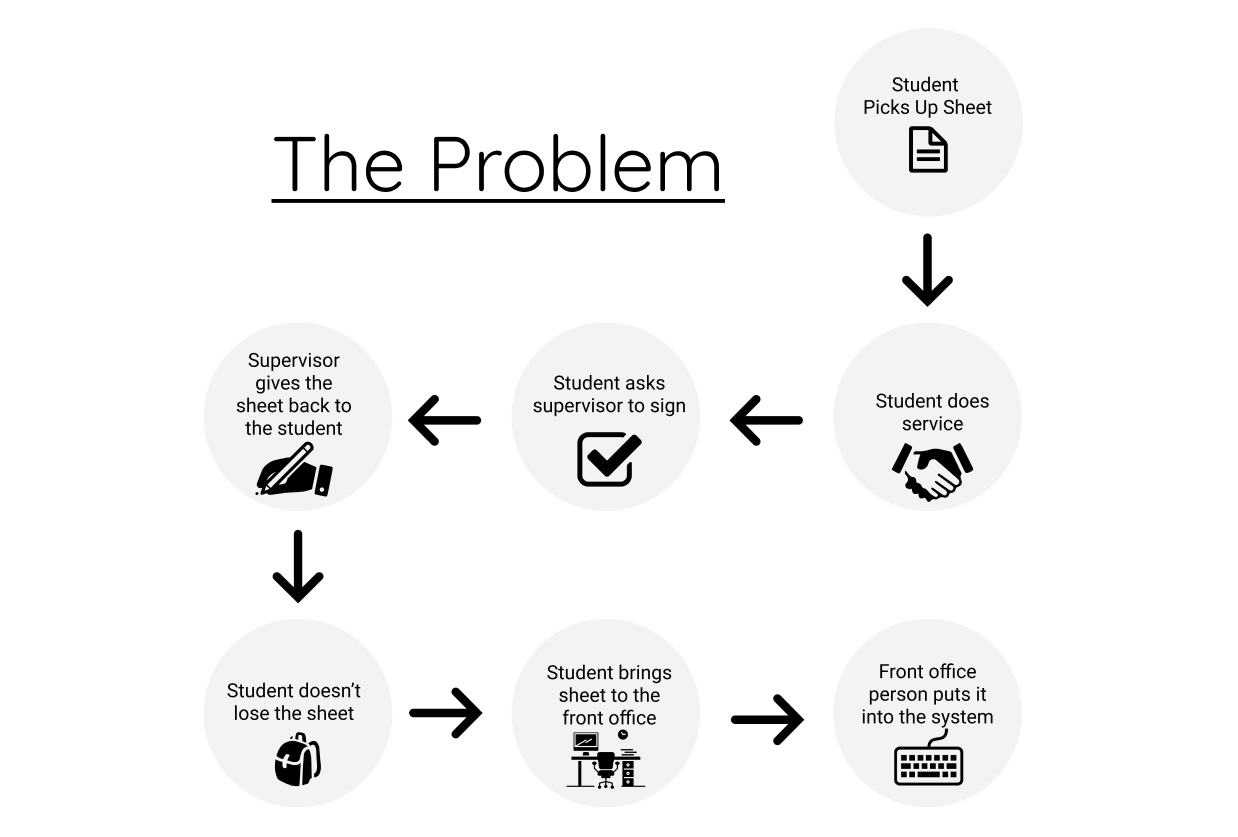 The Problem
Student
Picks Up Sheet
Student does
service
Student asks
supervisor to sign
Supervisor
gives the
sheet back to
the student
Student doesn’t
lose the sheet
Student brings
sheet to the
front office
Front office
person puts it
into the system